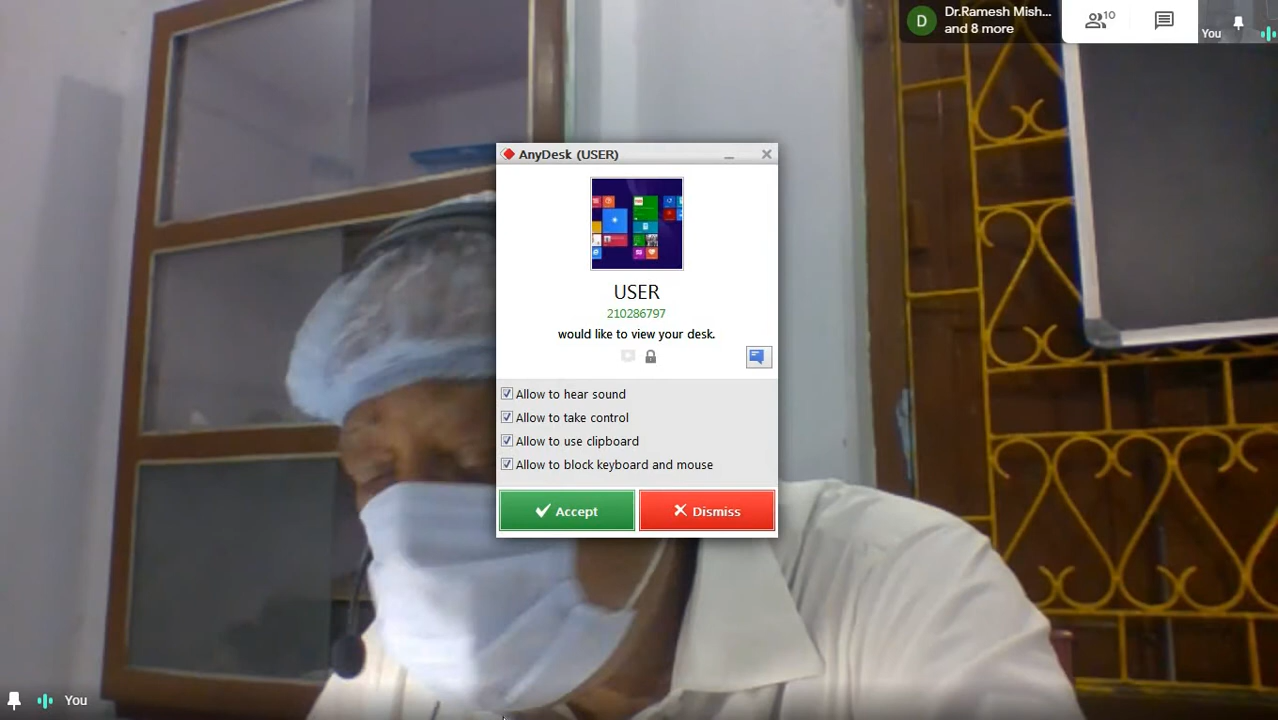 Dr.Ramesh Mish...
and 8 more
10
D
You
AnyDesk (USER)
USER
210286797
would like to view your desk.
Allow to hear sound
Allow to take control
Allow to use clipboard
Allow to block keyboard and mouse
Accept
Dismiss
You